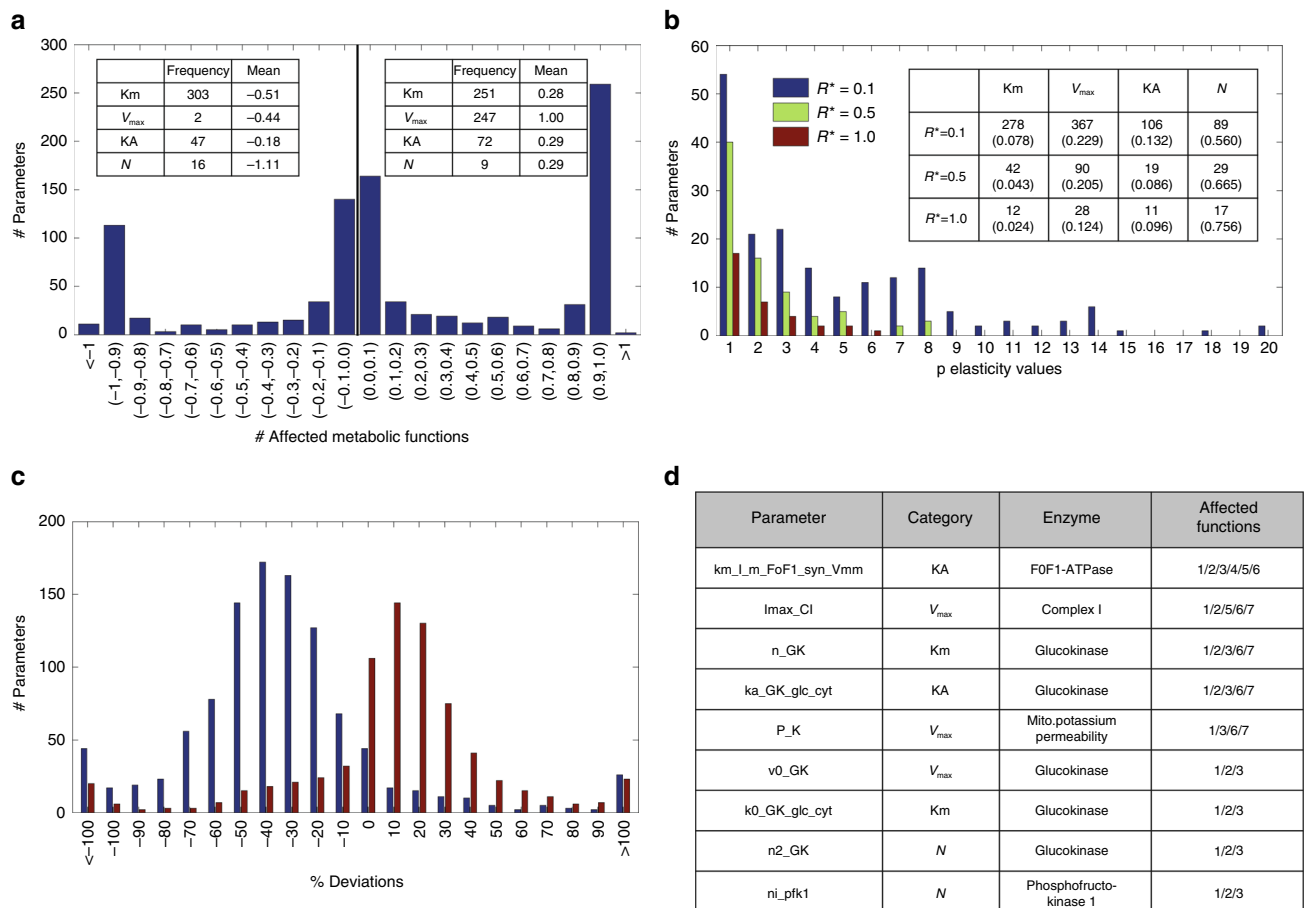 a
300
250
200
150
100
50
0
# Parameters
Frequency Mean
Km 303 −0.51
Vmax 2 −0.44
KA 47 −0.18
N 16 −1.11
Frequency Mean
Km 251 0.28
Vmax 247 1.00
KA 72 0.29
N 9 0.29
<−1
(−1,−0.9)
(−0.9,−0.8)
(−0.8,−0.7)
(−0.7,−0.6)
(−0.6,−0.5)
(−0.5,−0.4)
(−0.4,−0.3)
(−0.3,−0.2)
(−0.2,−0.1)
(−0.1,0.0)
(0.0,0.1)
(0.1,0.2)
(0.2,0.3)
(0.3,0.4)
(0.4,0.5)
(0.5,0.6)
(0.6,0.7)
(0.7,0.8)
(0.8,0.9)
(0.9,1.0)
>1
# Affected metabolic functions
b
60
50
40
30
20
10
0
# Parameters
R* = 0.1
R* = 0.5
R* = 1.0
Km Vmax KA N
R*=0.1 278 (0.078) 367 (0.229) 106 (0.132) 89 (0.560)
R*=0.5 42 (0.043) 90 (0.205) 19 (0.086) 29 (0.665)
R*=1.0 12 (0.024) 28 (0.124) 11 (0.096) 17 (0.756)
1 2 3 4 5 6 7 8 9 10 11 12 13 14 15 16 17 18 19 20
p elasticity values
c
200
150
100
50
0
# Parameters
<−100
−100
−90
−80
−70
−60
−50
−40
−30
−20
−10
0
10
20
30
40
50
60
70
80
90
>100
% Deviations
d
Parameter Category Enzyme Affected functions
km_I_m_FoF1_syn_Vmm KA F0F1-ATPase 1/2/3/4/5/6
Imax_CI Vmax Complex I 1/2/5/6/7
n_GK Km Glucokinase 1/2/3/6/7
ka_GK_glc_cyt KA Glucokinase 1/2/3/6/7
P_K Vmax Mito.potassium permeability 1/3/6/7
v0_GK Vmax Glucokinase 1/2/3
k0_GK_glc_cyt Km Glucokinase 1/2/3
n2_GK N Glucokinase 1/2/3
ni_pfk1 N Phosphofructo-kinase 1 1/2/3